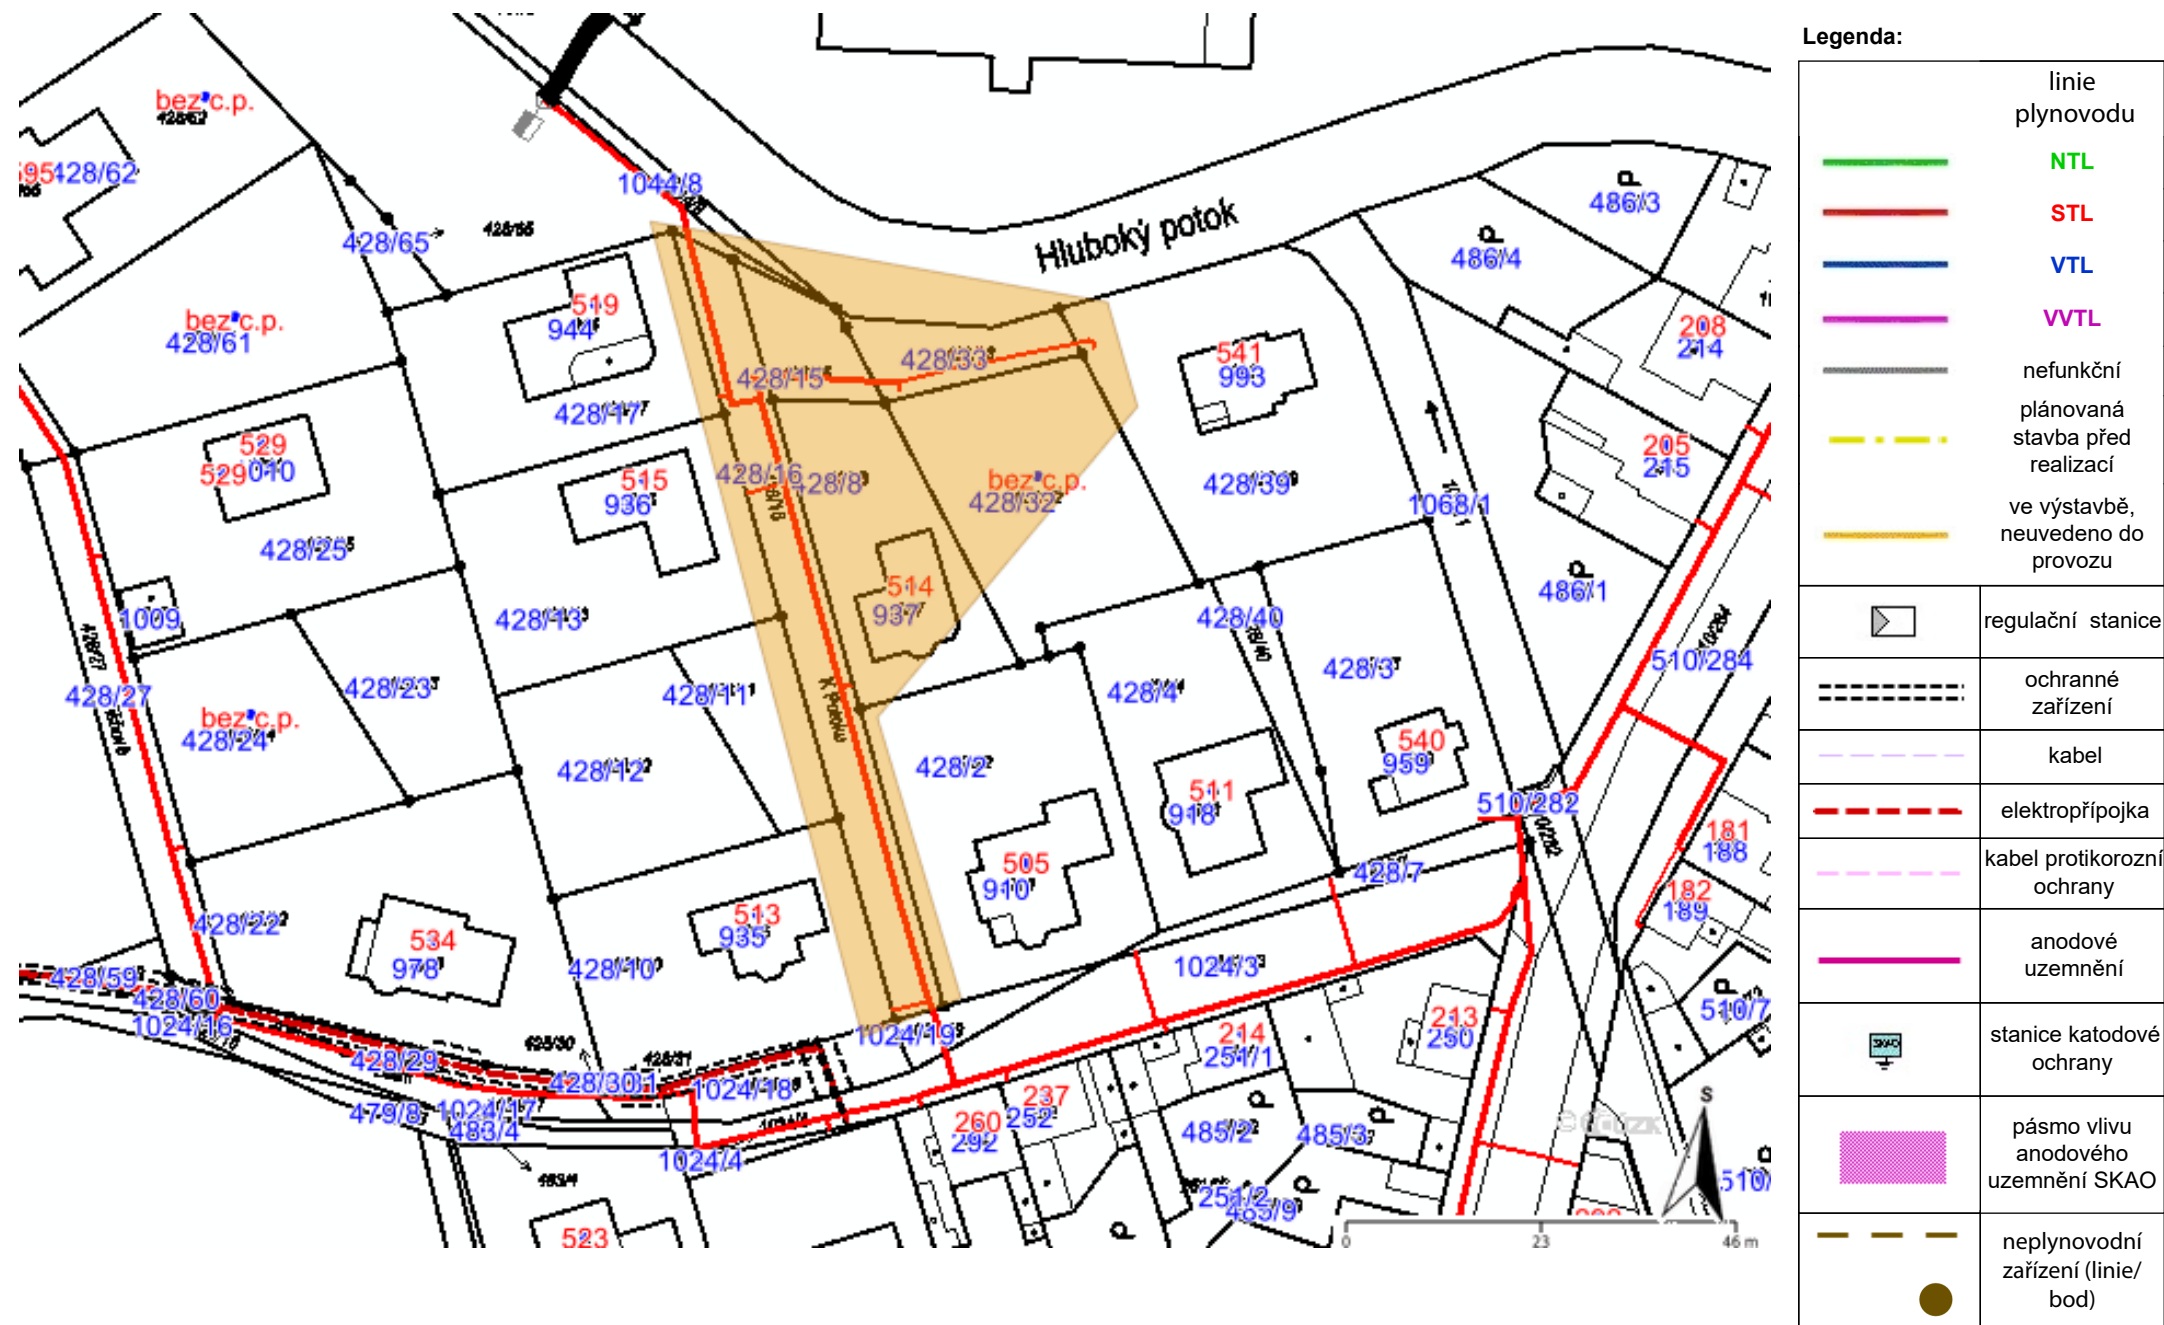 Legenda:
linie
plynovodu
NTL
STL
VTL
VVTL
nefunkční
plánovaná
stavba před
realizací
ve výstavbě,
neuvedeno do
provozu
regulační stanice
ochranné
zařízení
kabel
elektropřípojka
kabel protikorozní
ochrany
anodové
uzemnění
SKAO
stanice katodové
ochrany
pásmo vlivu
anodového
uzemnění SKAO
neplynovodní
zařízení (linie/
bod)
bez c.p.
428/62
1044/8
428/65
Hluboký potok
P
486/3
P
486/4
bez c.p.
428/61
519
944
428/17
428/15
428/33
541
993
208
214
529
529
1010
428/25
515
936
428/16
428/8
bez c.p.
428/32
428/39
1068/1
205
215
P
486/1
1009
428/13
514
937
428/40
428/3
510/284
428/27
428/23
428/11
428/4
bez c.p.
428/24
428/12
428/2
511
918
540
959
510/282
181
188
428/7
182
189
428/22
534
978
428/10
513
935
505
910
1024/3
P
510/7
428/59
428/60
1024/16
428/29
428/30
1024/18
1024/19
214
251/1
213
250
479/8
1024/17
483/4
1024/4
260
292
237
252
485/2
P
485/3
P
251/2
485/9
P
P
523
S
0
23
46 m